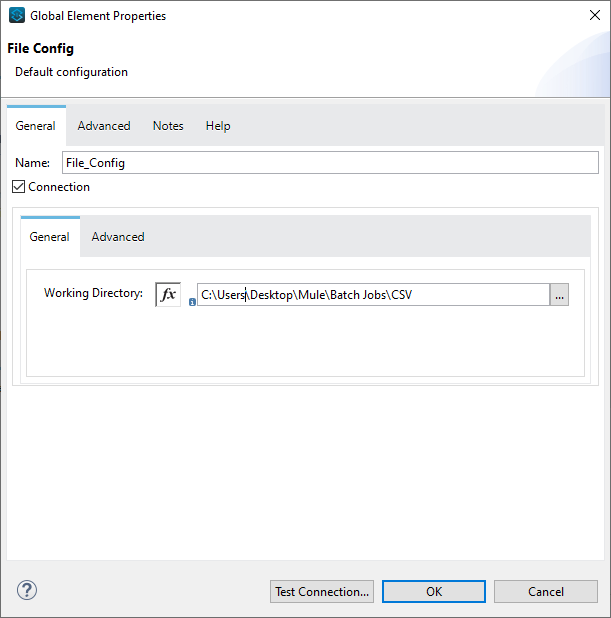 Global Element Properties
File Config
Default configuration
General Advanced Notes Help
Name: File_Config
Connection
General Advanced
Working Directory: fx C:\Users\Desktop\Mule\Batch Jobs\CSV ...
? Test Connection... OK Cancel